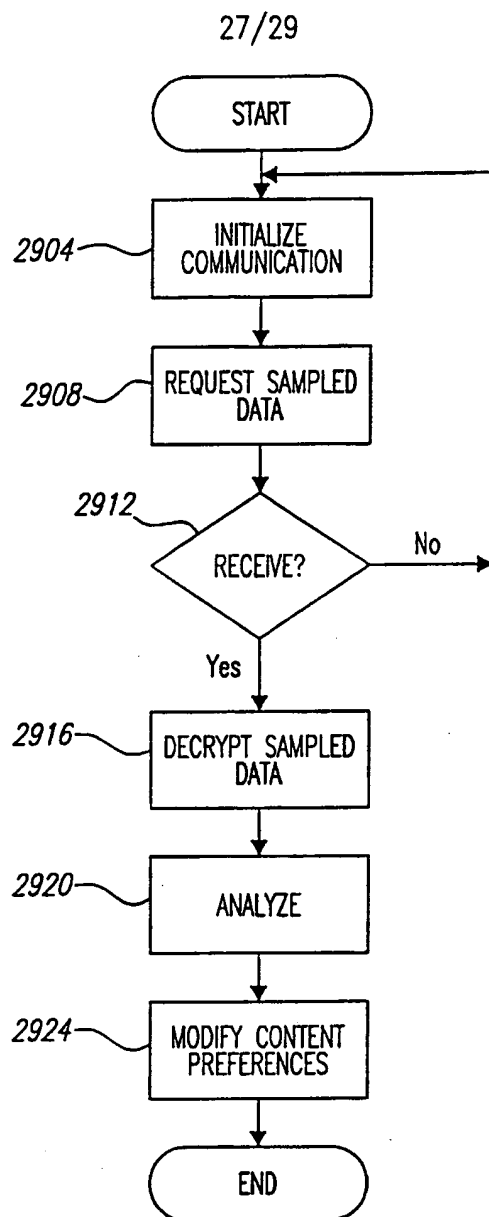 27/29
START
2904
INITIALIZE
COMMUNICATION
2908
REQUEST SAMPLED
DATA
2912
RECEIVE?
No
Yes
2916
DECRYPT SAMPLED
DATA
2920
ANALYZE
2924
MODIFY CONTENT
PREFERENCES
END